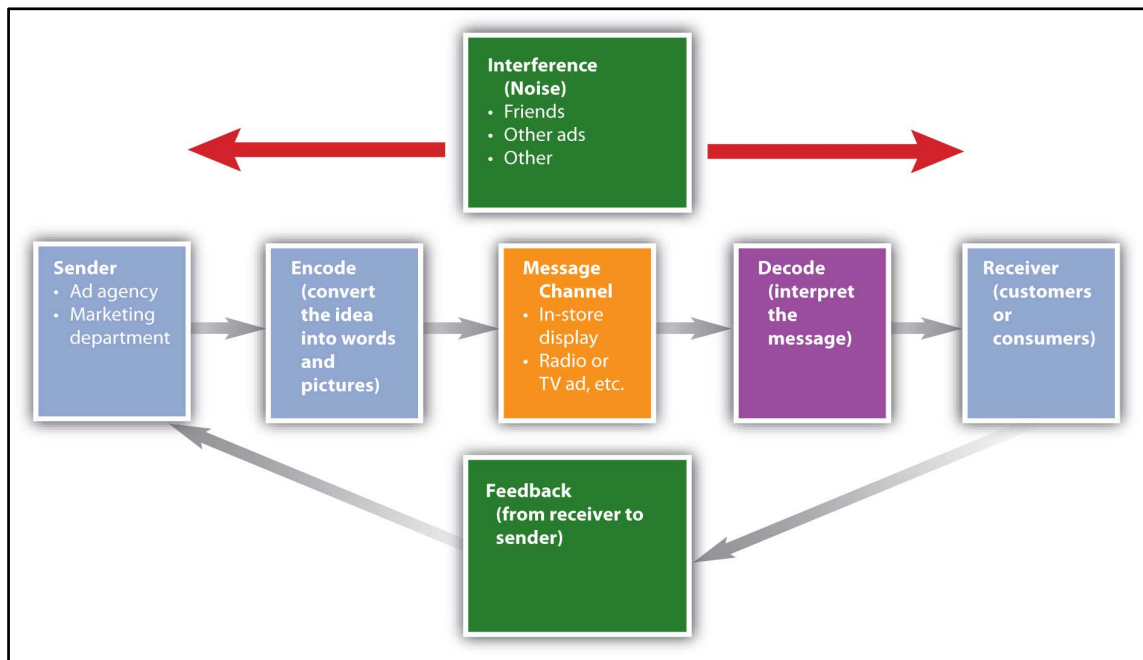 Interference
(Noise)
• Friends
• Other ads
• Other
Sender
• Ad agency
• Marketing
department
Encode
(convert
the idea
into words
and
pictures)
Message
Channel
• In-store
display
• Radio or
TV ad, etc.
Decode
(interpret
the
message)
Receiver
(customers
or
consumers)
Feedback
(from receiver to
sender)